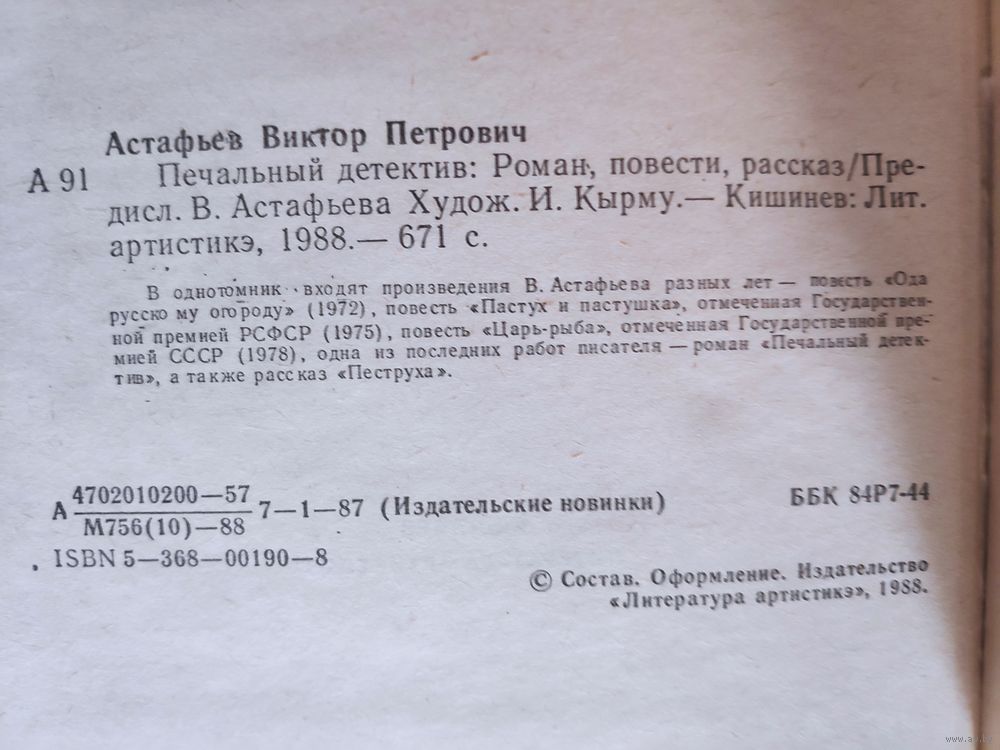 Астафьев Виктор Петрович
А 91 Печальный детектив: Роман, повести, рассказ/Пре-
дисл. В. Астафьева Худож. И. Кырму.— Кишинев: Лит.
артистикэ, 1988.— 671 с.
В однотомник входят произведения В. Астафьева разных лет — повесть «Ода
русско му огороду» (1972), повесть «Пастух и пастушка», отмеченная Государствен-
ной премией РСФСР (1975), повесть «Царь-рыба», отмеченная Государственной пре-
мией СССР (1978), одна из последних работ писателя — роман «Печальный детек-
тив», а также рассказ «Пеструха».
А 4702010200—57
М756(10)—88 7—1—87 (Издательские новинки) ББК 84Р7-44
ISBN 5—368—00190—8
© Состав. Оформление. Издательство
«Литература артистикэ», 1988.